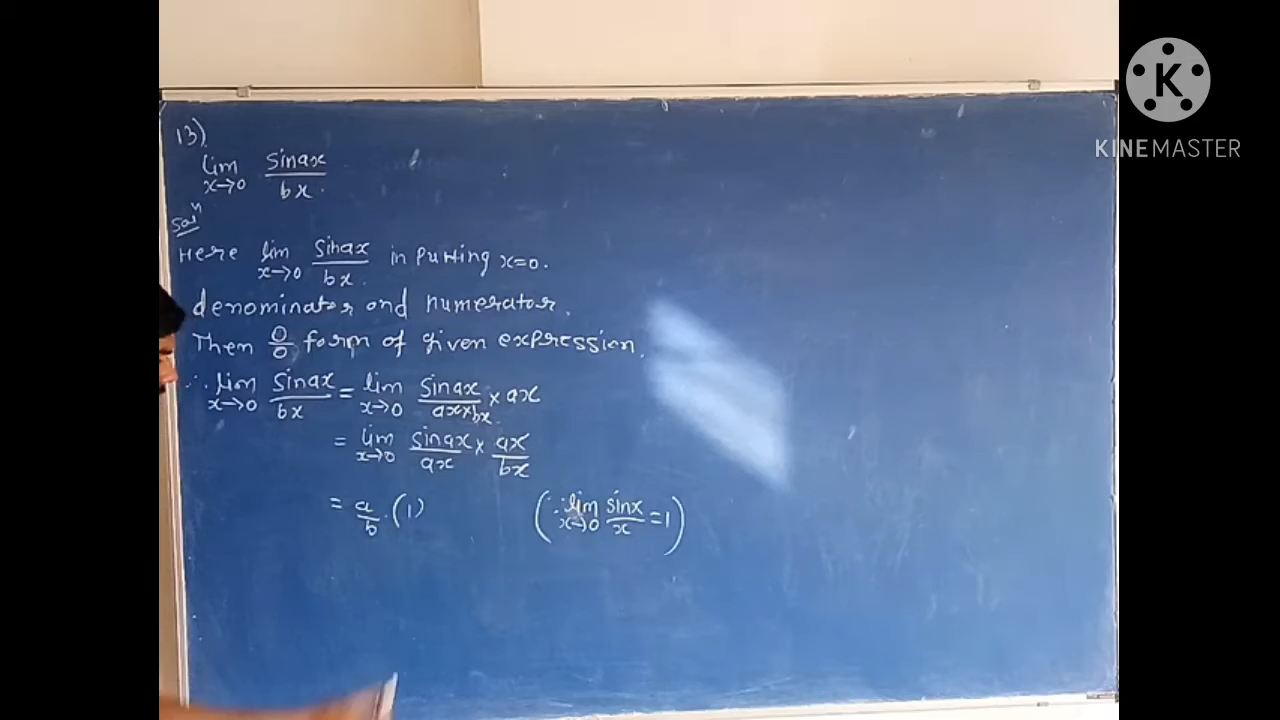 13)
lim x→0 sinax/bx.
Solⁿ
Here lim x→0 sinax/bx in putting x=0.
denominator and numerator.
Then 0/0 form of given expression.
∴ lim x→0 sinax/bx = lim x→0 sinax/ax×bx × ax
= lim x→0 sinax/ax × ax/bx
= a/b . (1) (∵ lim x→0 sinx/x = 1)
K
KINEMASTER